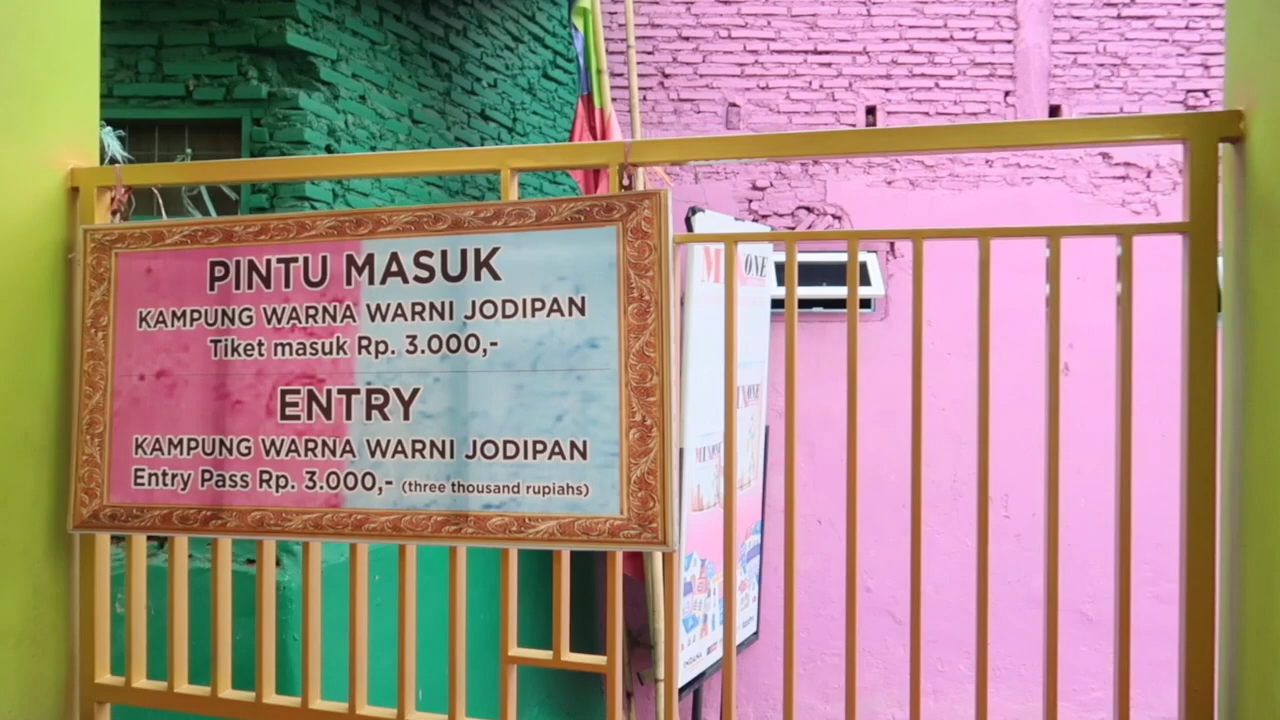 PINTU MASUK
KAMPUNG WARNA WARNI JODIPAN
Tiket masuk Rp. 3.000,-
ENTRY
KAMPUNG WARNA WARNI JODIPAN
Entry Pass Rp. 3.000,- (three thousand rupiahs)